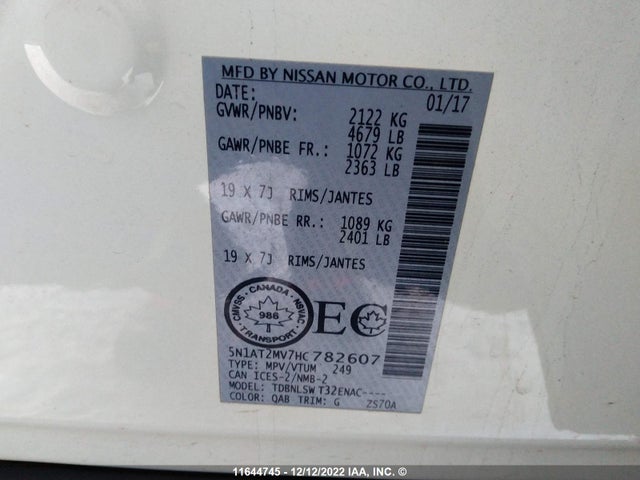 MFD BY NISSAN MOTOR CO., LTD.
DATE: 01/17
GVWR/PNBV: 2122 KG
4679 LB
GAWR/PNBE FR.: 1072 KG
2363 LB
19 X 7J RIMS/JANTES
GAWR/PNBE RR.: 1089 KG
2401 LB
19 X 7J RIMS/JANTES
CMVSS - CANADA - NSVAC
986
TRANSPORT
EC
5N1AT2MV7HC782607
TYPE: MPV/VTUM 249
CAN ICES-2/NMB-2
MODEL: TDBNLSW T32ENAC----
COLOR: QAB TRIM: G ZS70A
11644745 - 12/12/2022 IAA, INC. ©